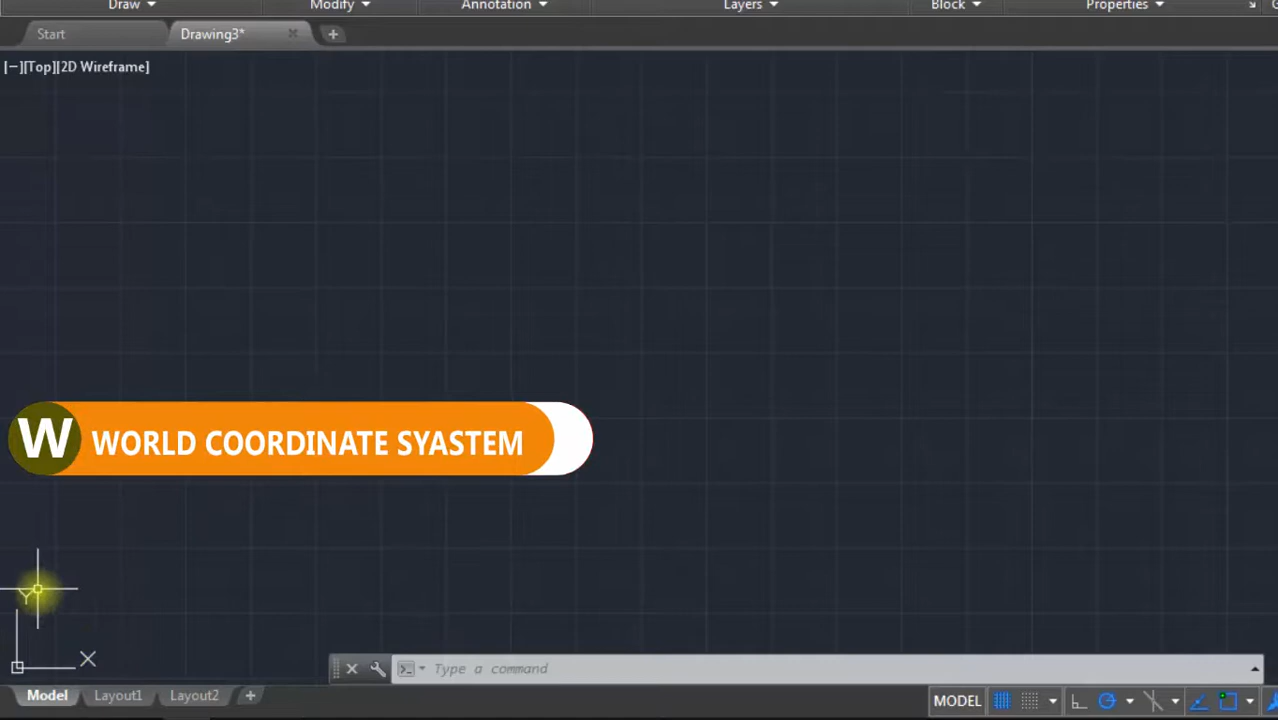 Draw Modify Annotation Layers Block Properties
Start Drawing3* +
[−][Top][2D Wireframe]
W WORLD COORDINATE SYASTEM
Y
X
Type a command
Model Layout1 Layout2 +
MODEL